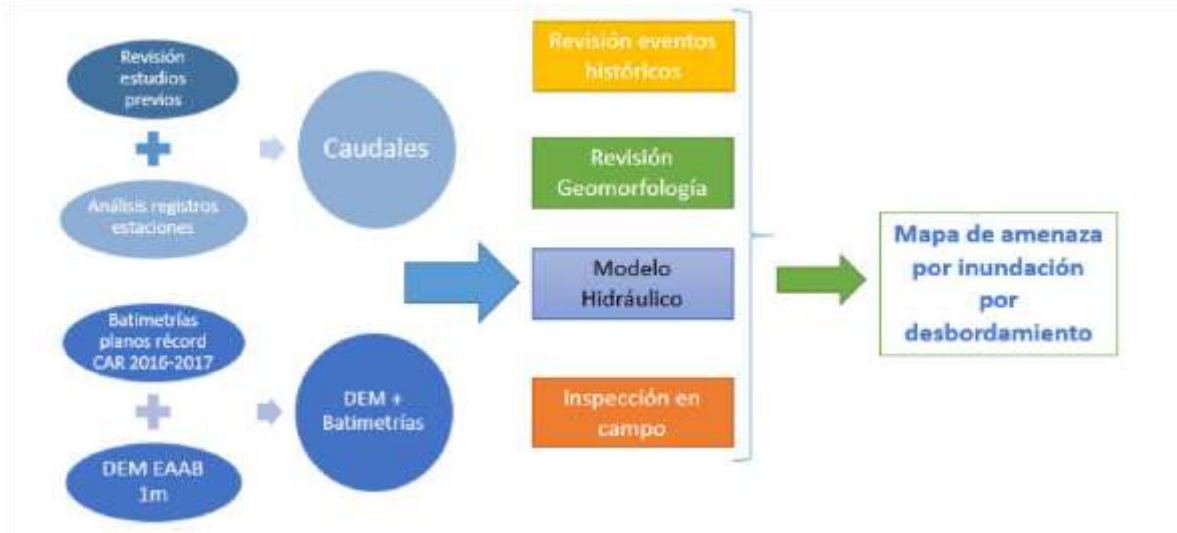 Revisión
estudios
previos
Análisis registros
estaciones
Caudales
Batimetrías
planos récord
CAR 2016-2017
DEM EAAB
1m
DEM +
Batimetrías
Revisión eventos
históricos
Revisión
Geomorfología
Modelo
Hidráulico
Inspección en
campo
Mapa de amenaza
por inundación
por
desbordamiento